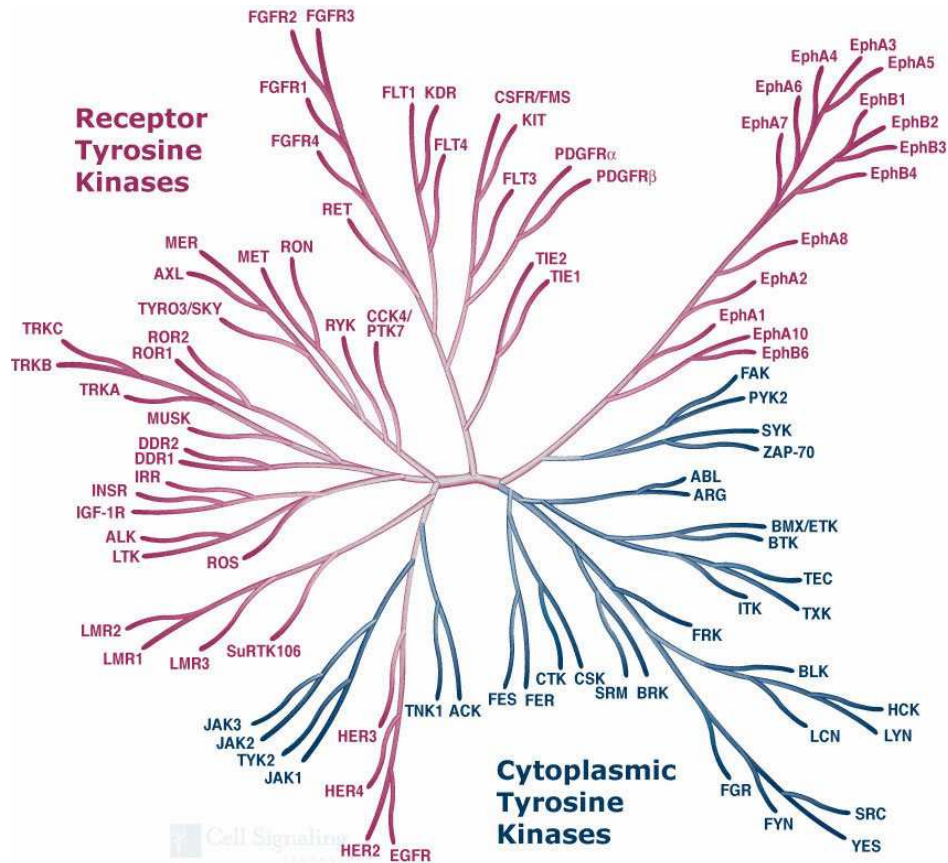 FGFR2 FGFR3
FGFR1
FGFR4
RET
Receptor
Tyrosine
Kinases
FLT1 KDR
FLT4
CSFR/FMS
KIT
FLT3
PDGFRα
PDGFRβ
TIE2
TIE1
EphA3
EphA4
EphA5
EphA6
EphA7
EphB1
EphB2
EphB3
EphB4
EphA8
EphA2
EphA1
EphA10
EphB6
MER
AXL
MET
RON
TYRO3/SKY
RYK
CCK4/
PTK7
TRKC
TRKB
TRKA
ROR2
ROR1
MUSK
DDR2
DDR1
IRR
INSR
IGF-1R
ALK
LTK
ROS
LMR2
LMR1
LMR3
SuRTK106
FAK
PYK2
SYK
ZAP-70
ABL
ARG
BMX/ETK
BTK
TEC
TXK
ITK
FRK
BLK
HCK
LYN
LCN
JAK3
JAK2
TYK2
JAK1
HER3
HER4
HER2
EGFR
TNK1 ACK
FES
FER
CTK
CSK
SRM
BRK
FGR
FYN
SRC
YES
Cytoplasmic
Tyrosine
Kinases
Cell Signaling